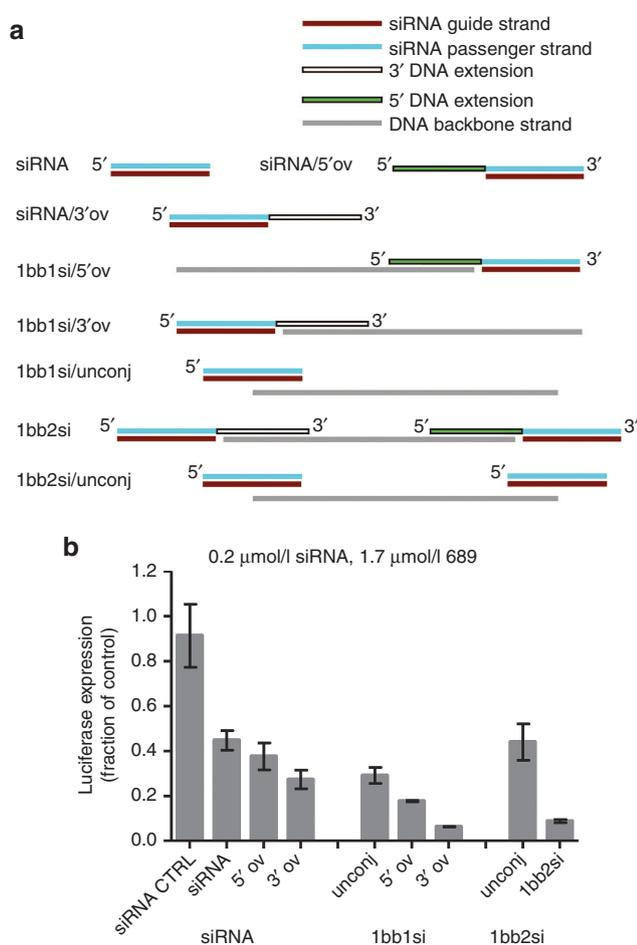 a
siRNA guide strand
siRNA passenger strand
3′ DNA extension
5′ DNA extension
DNA backbone strand
siRNA 5′ siRNA/5′ov 5′ 3′
siRNA/3′ov 5′ 3′
1bb1si/5′ov 5′ 3′
1bb1si/3′ov 5′ 3′
1bb1si/unconj 5′
1bb2si 5′ 3′ 5′ 3′
1bb2si/unconj 5′ 5′
b
0.2 µmol/l siRNA, 1.7 µmol/l 689
Luciferase expression
(fraction of control)
1.2
1.0
0.8
0.6
0.4
0.2
0.0
siRNA CTRL siRNA 5′ ov 3′ ov unconj 5′ ov 3′ ov unconj 1bb2si
siRNA 1bb1si 1bb2si